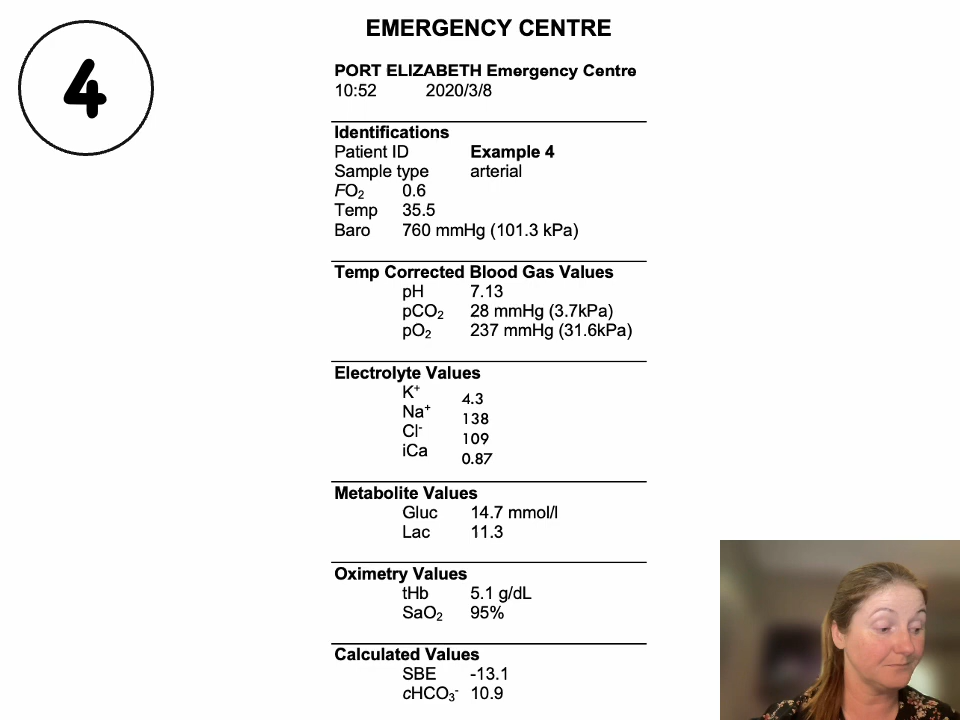 4
EMERGENCY CENTRE
PORT ELIZABETH Emergency Centre
10:52 2020/3/8
Identifications
Patient ID Example 4
Sample type arterial
FO₂ 0.6
Temp 35.5
Baro 760 mmHg (101.3 kPa)
Temp Corrected Blood Gas Values
pH 7.13
pCO₂ 28 mmHg (3.7kPa)
pO₂ 237 mmHg (31.6kPa)
Electrolyte Values
K⁺ 4.3
Na⁺ 138
Cl⁻ 109
iCa 0.87
Metabolite Values
Gluc 14.7 mmol/l
Lac 11.3
Oximetry Values
tHb 5.1 g/dL
SaO₂ 95%
Calculated Values
SBE -13.1
cHCO₃⁻ 10.9